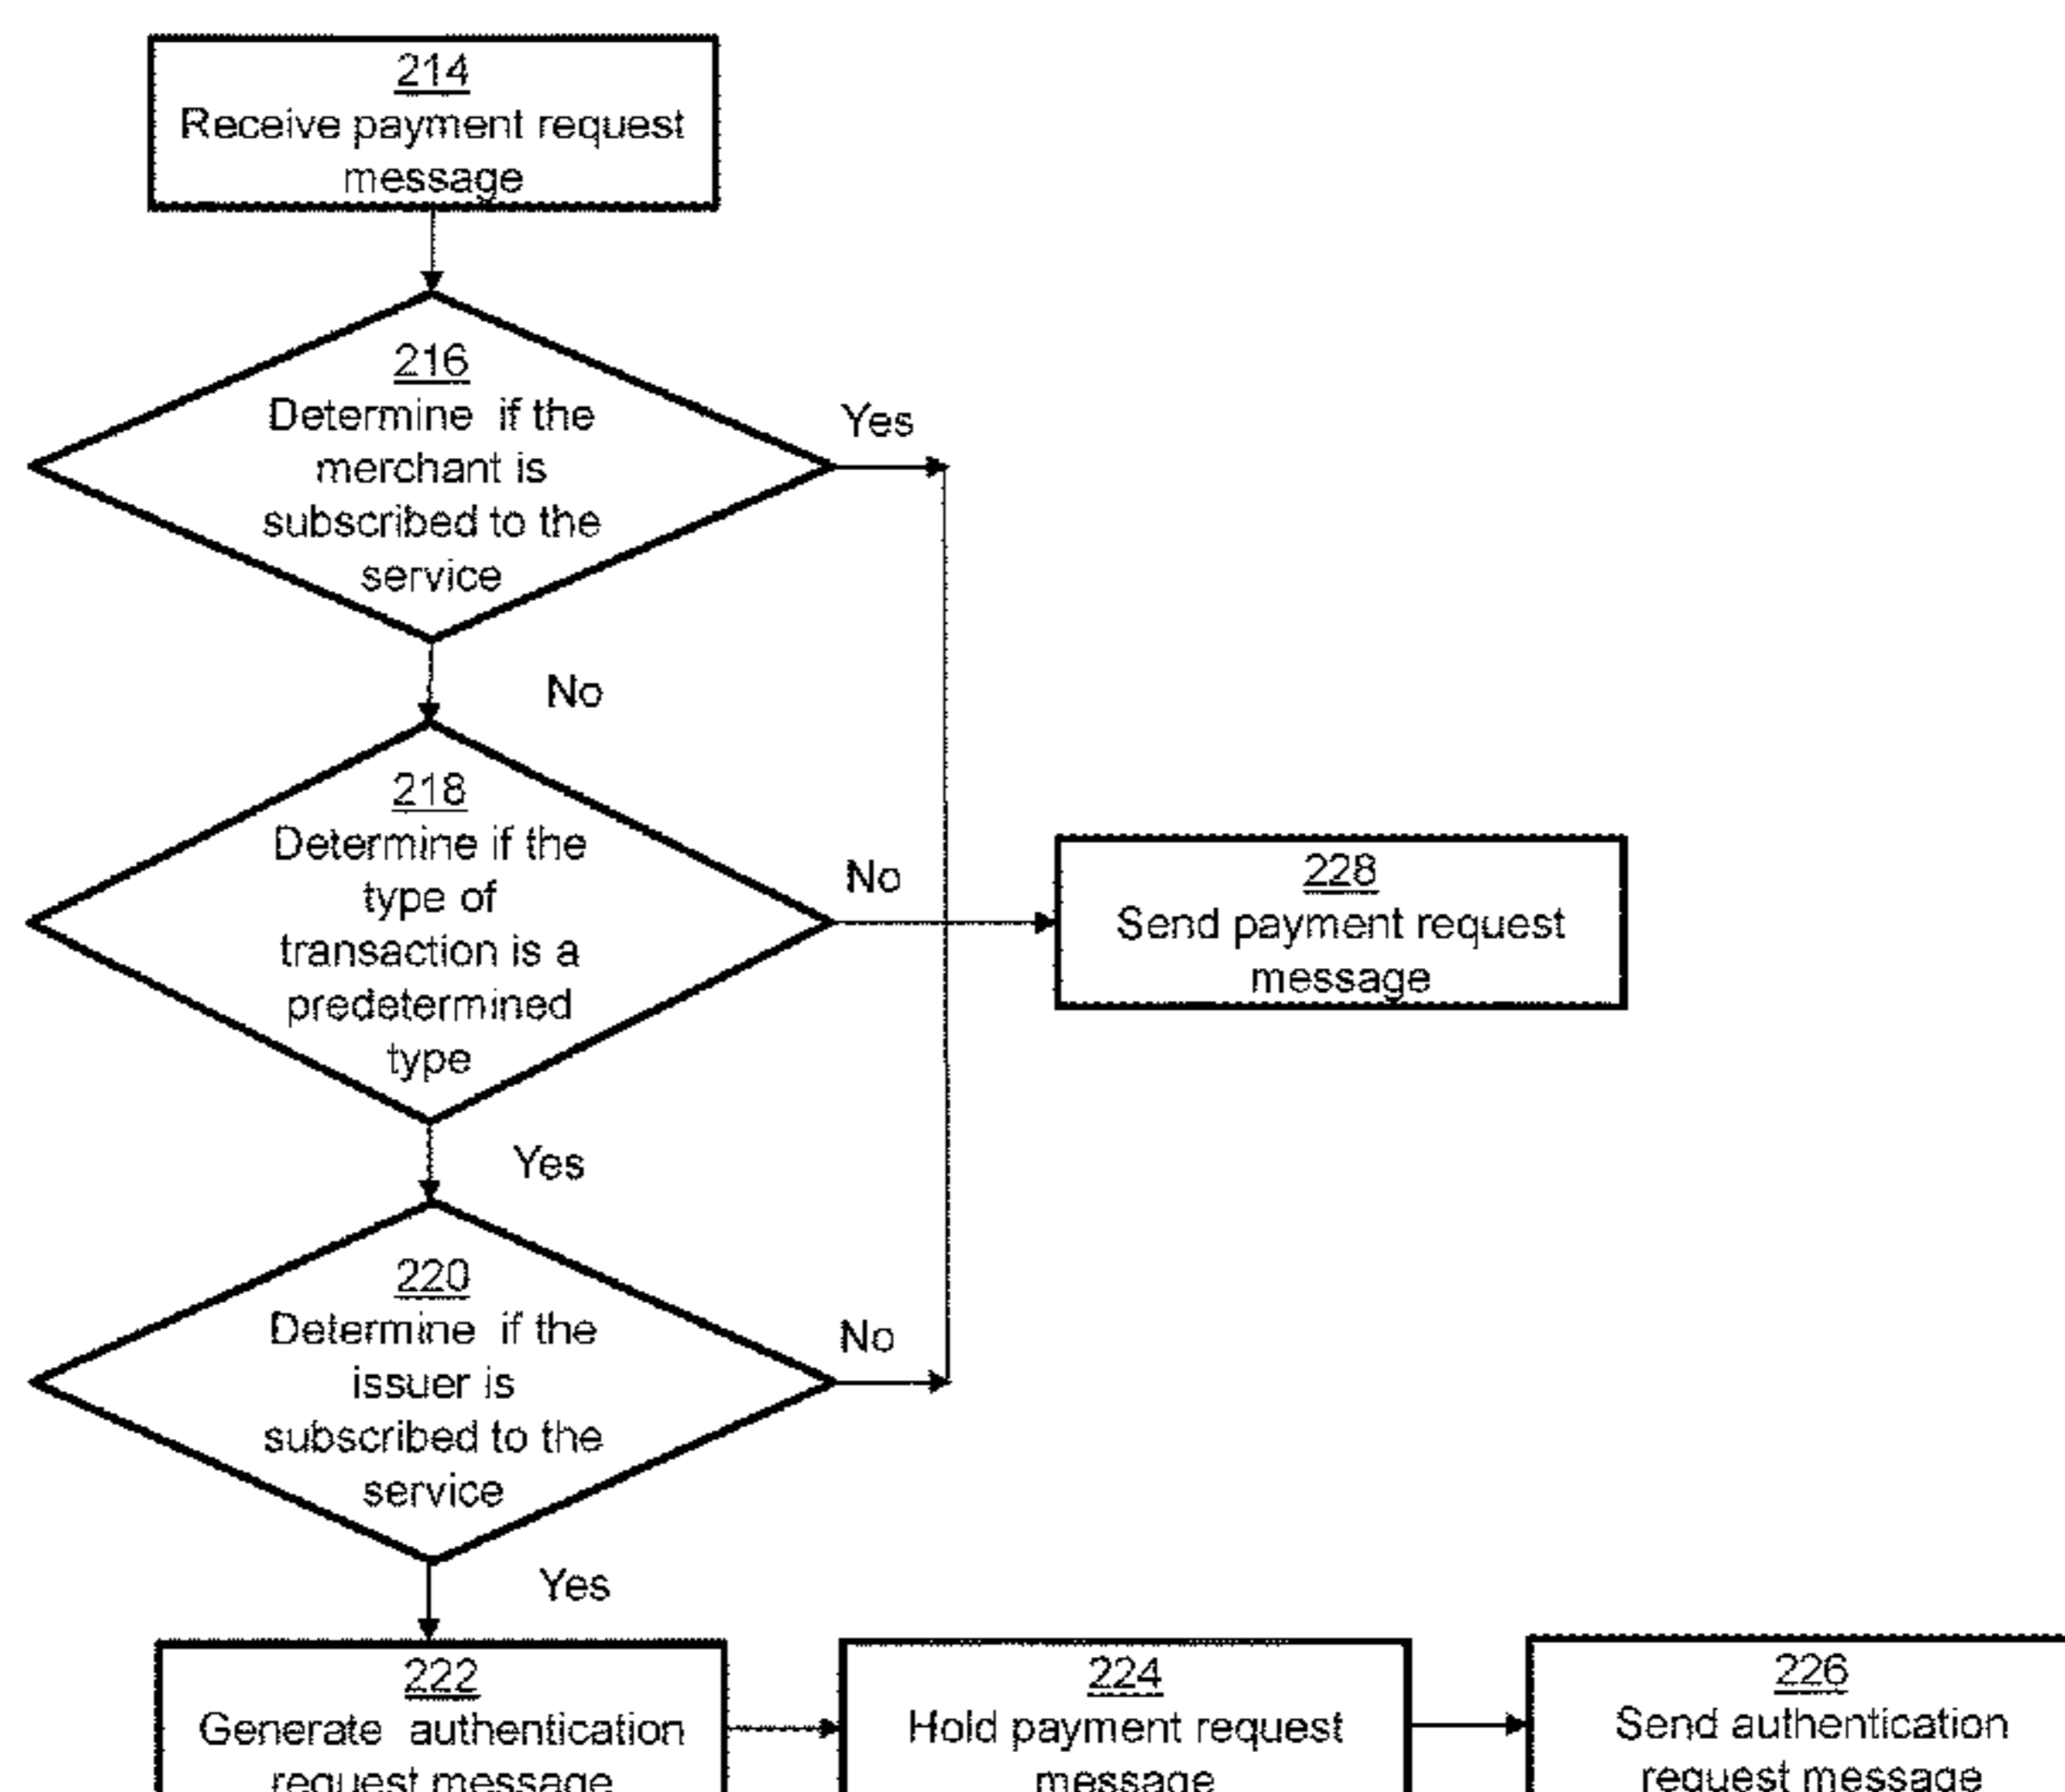 214
Receive payment request
message
216
Determine if the
merchant is
subscribed to the
service
Yes
No
218
Determine if the
type of
transaction is a
predetermined
type
No
228
Send payment request
message
Yes
220
Determine if the
issuer is
subscribed to the
service
No
Yes
222
Generate authentication
request message
224
Hold payment request
message
226
Send authentication
request message